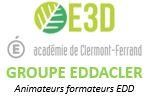 E3D
É académie de Clermont-Ferrand
GROUPE EDDACLER
Animateurs formateurs EDD